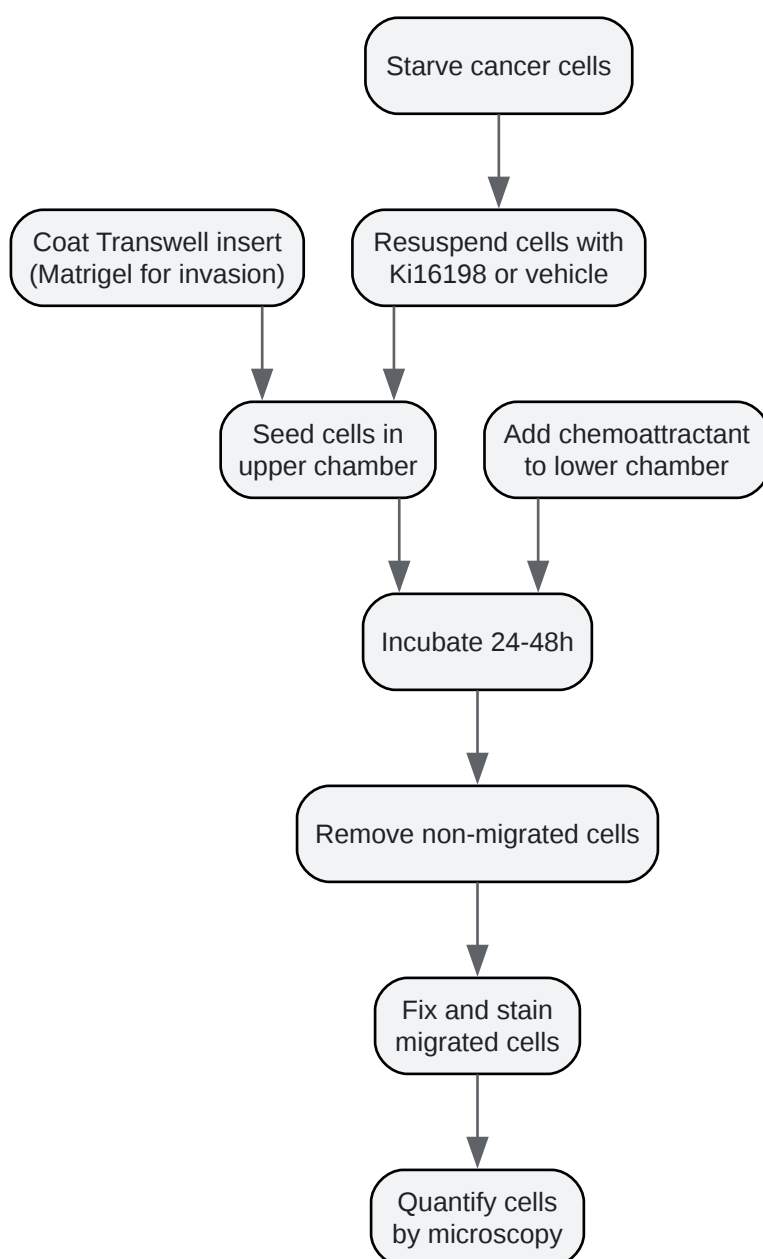 Starve cancer cells
Coat Transwell insert
(Matrigel for invasion)
Resuspend cells with
Ki16198 or vehicle
Seed cells in
upper chamber
Add chemoattractant
to lower chamber
Incubate 24-48h
Remove non-migrated cells
Fix and stain
migrated cells
Quantify cells
by microscopy